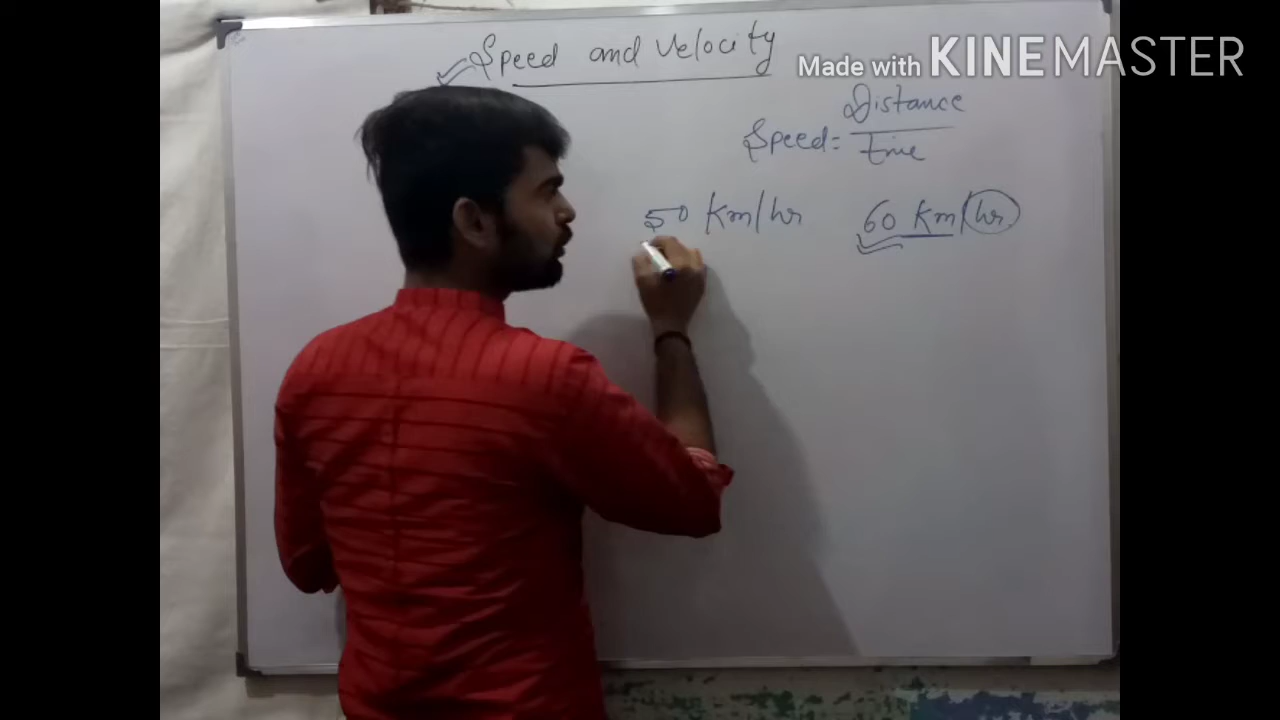 Speed and Velocity
Made with KINEMASTER
Speed = Distance / time
50 Km/hr 60 Km/hr